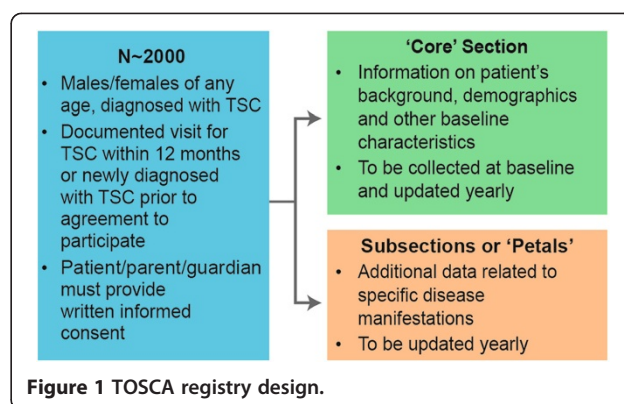 N~2000
• Males/females of any
age, diagnosed with TSC
• Documented visit for
TSC within 12 months
or newly diagnosed
with TSC prior to
agreement to
participate
• Patient/parent/guardian
must provide
written informed
consent
‘Core’ Section
• Information on patient’s
background, demographics
and other baseline
characteristics
• To be collected at baseline
and updated yearly
Subsections or ‘Petals’
• Additional data related to
specific disease
manifestations
• To be updated yearly
Figure 1 TOSCA registry design.